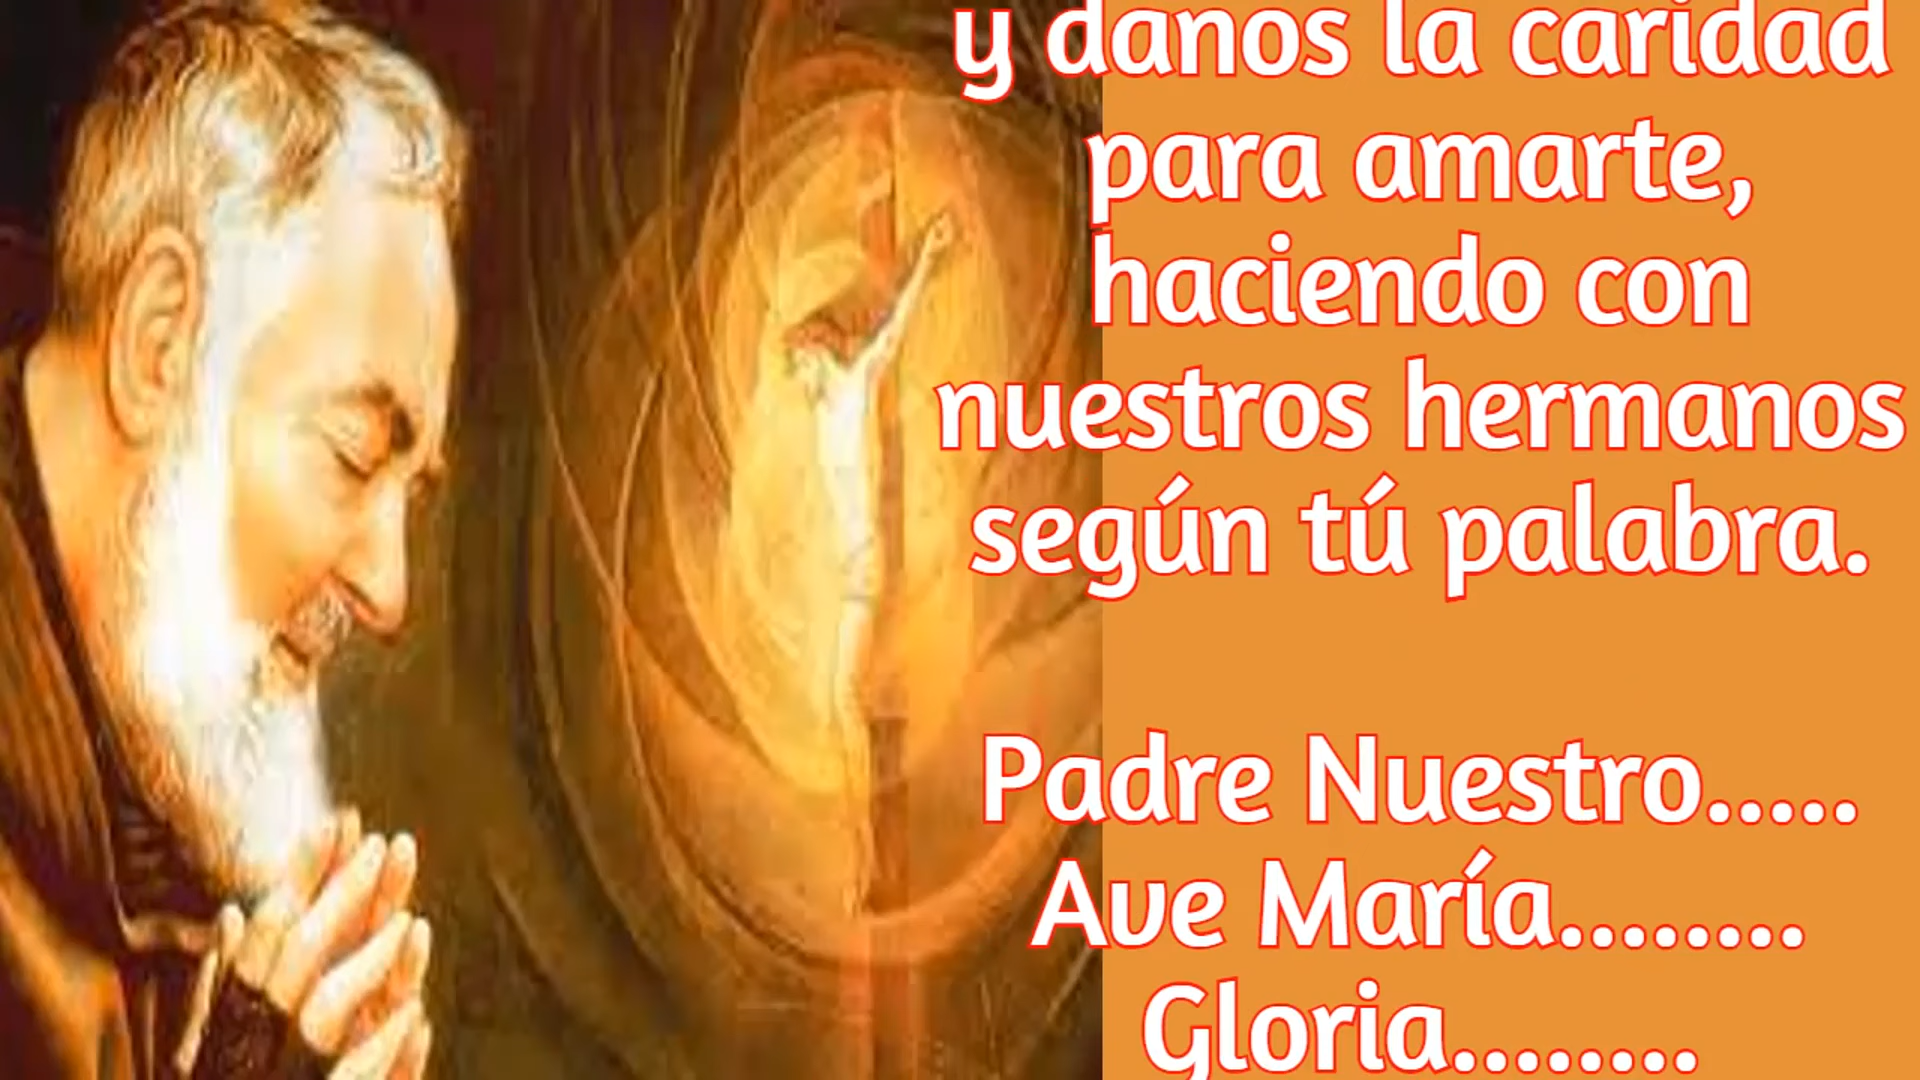 y danos la caridad
para amarte,
haciendo con
nuestros hermanos
según tú palabra.
Padre Nuestro.....
Ave María........
Gloria........